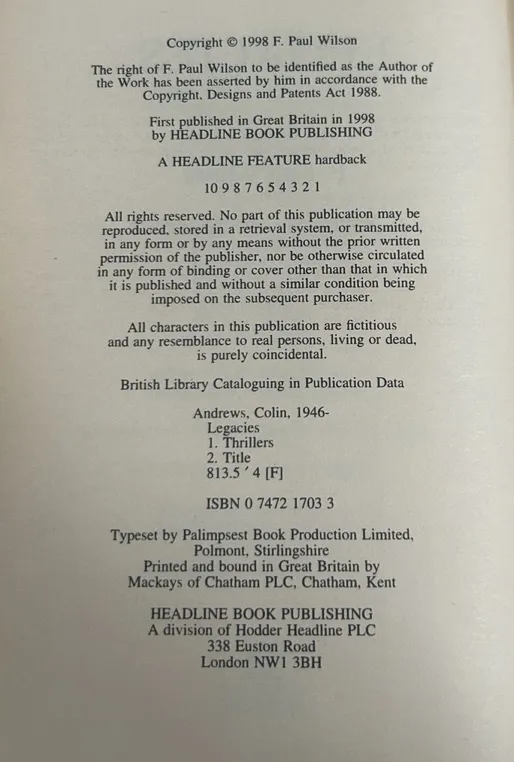 Copyright © 1998 F. Paul Wilson
The right of F. Paul Wilson to be identified as the Author of
the Work has been asserted by him in accordance with the
Copyright, Designs and Patents Act 1988.
First published in Great Britain in 1998
by HEADLINE BOOK PUBLISHING
A HEADLINE FEATURE hardback
10 9 8 7 6 5 4 3 2 1
All rights reserved. No part of this publication may be
reproduced, stored in a retrieval system, or transmitted,
in any form or by any means without the prior written
permission of the publisher, nor be otherwise circulated
in any form of binding or cover other than that in which
it is published and without a similar condition being
imposed on the subsequent purchaser.
All characters in this publication are fictitious
and any resemblance to real persons, living or dead,
is purely coincidental.
British Library Cataloguing in Publication Data
Andrews, Colin, 1946-
Legacies
1. Thrillers
2. Title
813.5 ′ 4 [F]
ISBN 0 7472 1703 3
Typeset by Palimpsest Book Production Limited,
Polmont, Stirlingshire
Printed and bound in Great Britain by
Mackays of Chatham PLC, Chatham, Kent
HEADLINE BOOK PUBLISHING
A division of Hodder Headline PLC
338 Euston Road
London NW1 3BH